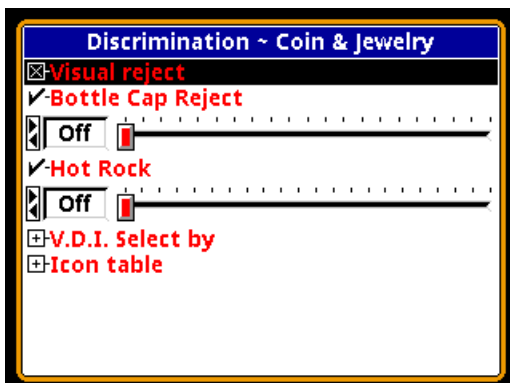 Discrimination ~ Coin & Jewelry
Visual reject
Bottle Cap Reject
Off
Hot Rock
Off
V.D.I. Select by
Icon table